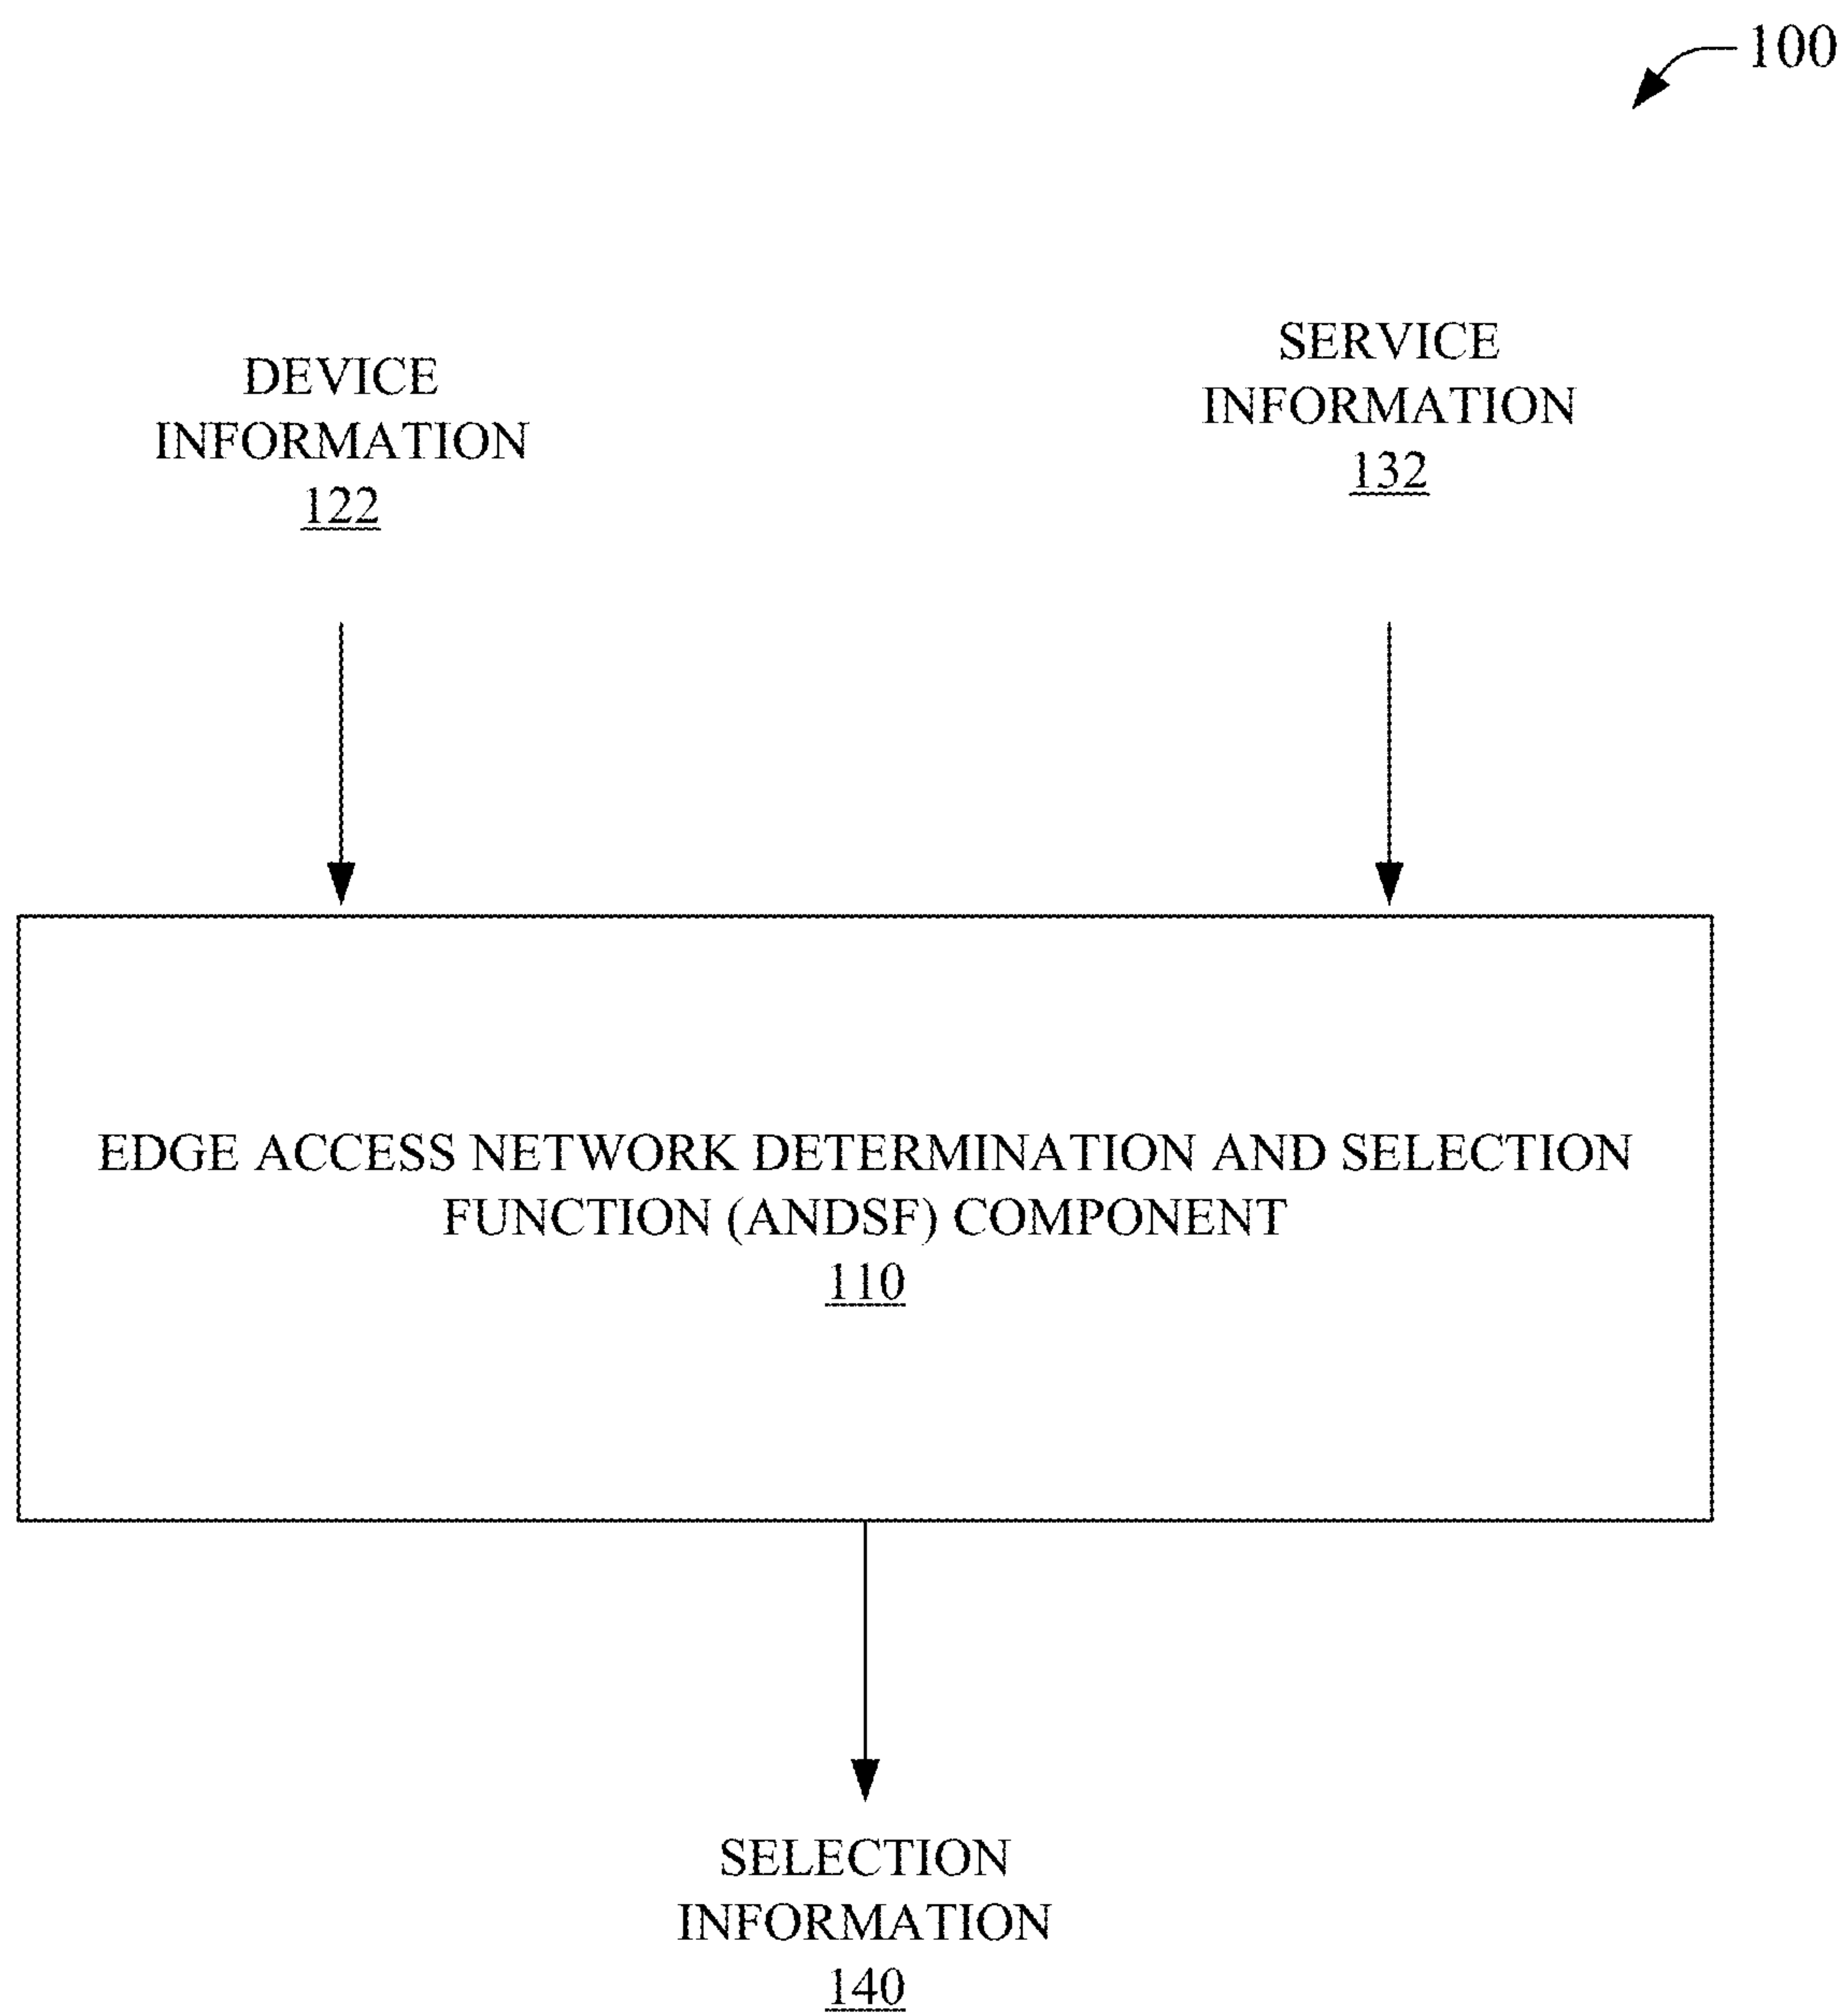 100
DEVICE
INFORMATION
122
SERVICE
INFORMATION
132
EDGE ACCESS NETWORK DETERMINATION AND SELECTION
FUNCTION (ANDSF) COMPONENT
110
SELECTION
INFORMATION
140